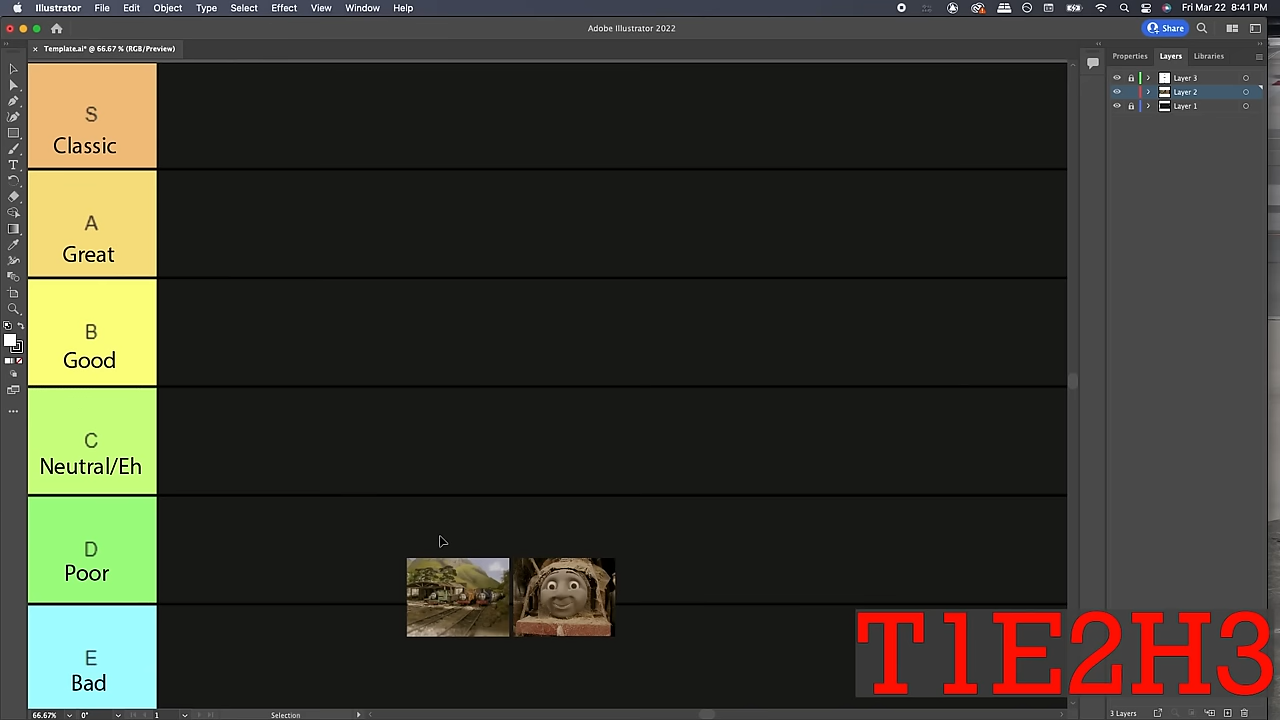 Illustrator File Edit Object Type Select Effect View Window Help Fri Mar 22 8:41 PM
Adobe Illustrator 2022
Share
× Template.ai* @ 66.67 % (RGB/Preview)
Properties Layers Libraries
Layer 3
Layer 2
Layer 1
S
Classic
A
Great
B
Good
C
Neutral/Eh
D
Poor
E
Bad
T1E2H3
66.67% 0° 1 Selection
3 Layers